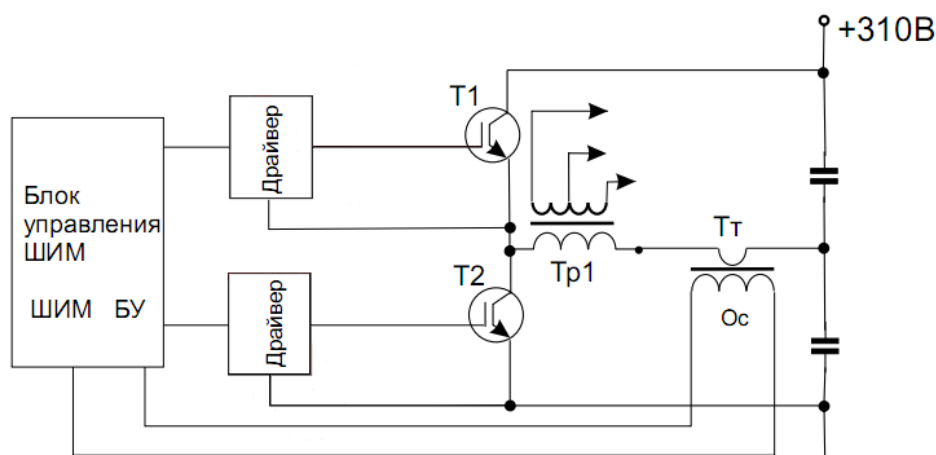 +310В
Т1
Драйвер
Блок
управления
ШИМ
Тт
Тр1
Т2
ШИМ БУ
Драйвер
Ос